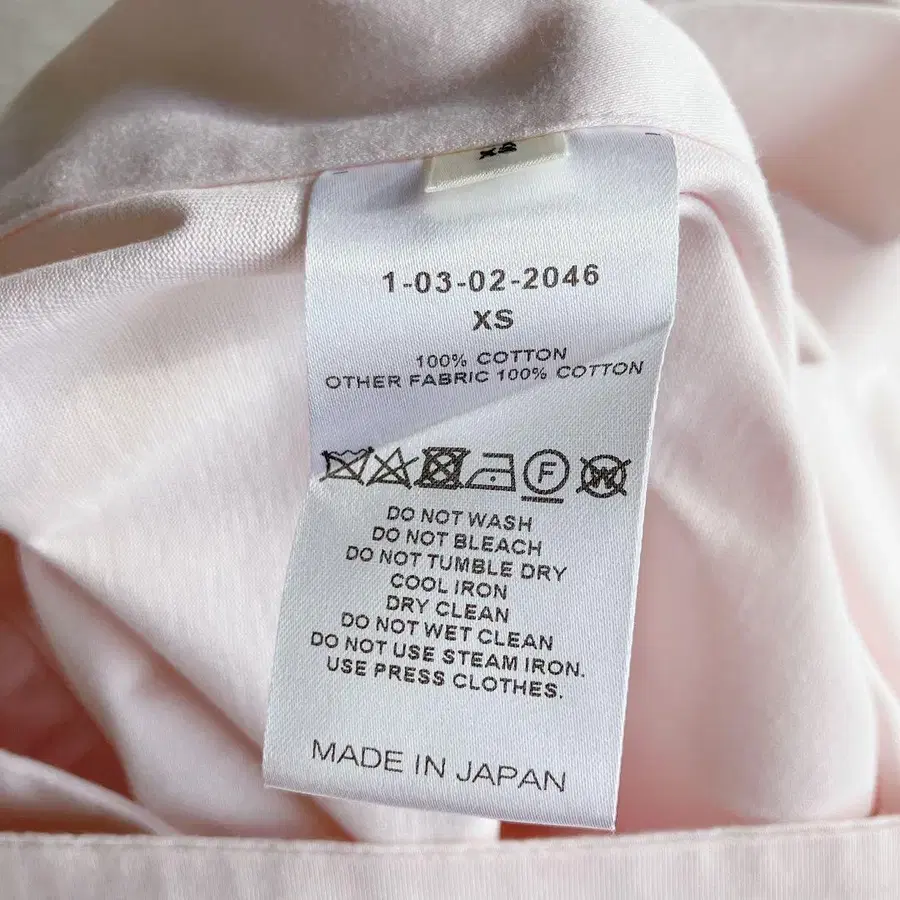 XS
1-03-02-2046
XS
100% COTTON
OTHER FABRIC 100% COTTON
F W
DO NOT WASH
DO NOT BLEACH
DO NOT TUMBLE DRY
COOL IRON
DRY CLEAN
DO NOT WET CLEAN
DO NOT USE STEAM IRON.
USE PRESS CLOTHES.
MADE IN JAPAN